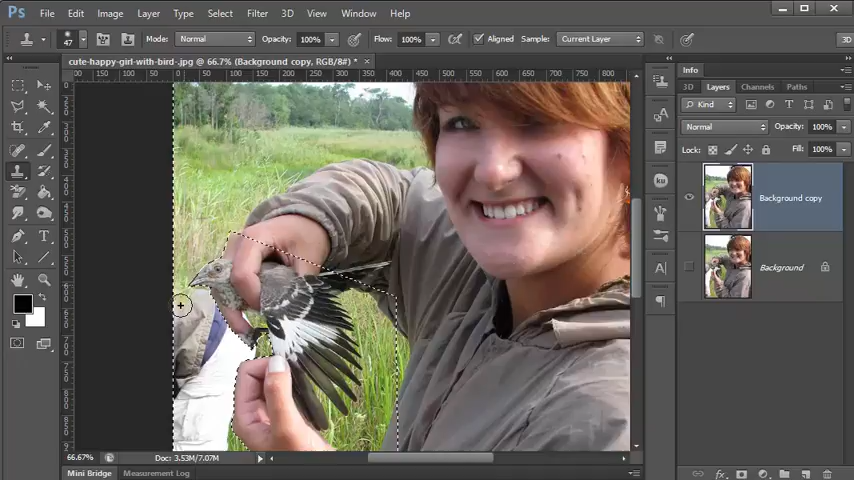 Ps File Edit Image Layer Type Select Filter 3D View Window Help
47 Mode: Normal Opacity: 100% Flow: 100% Aligned Sample: Current Layer 3D
cute-happy-girl-with-bird-.jpg @ 66.7% (Background copy, RGB/8#) * ×
Info
3D Layers Channels Paths
Kind
Normal Opacity: 100%
Lock: Fill: 100%
Background copy
Background
66.67% Doc: 3.53M/7.07M
Mini Bridge Measurement Log